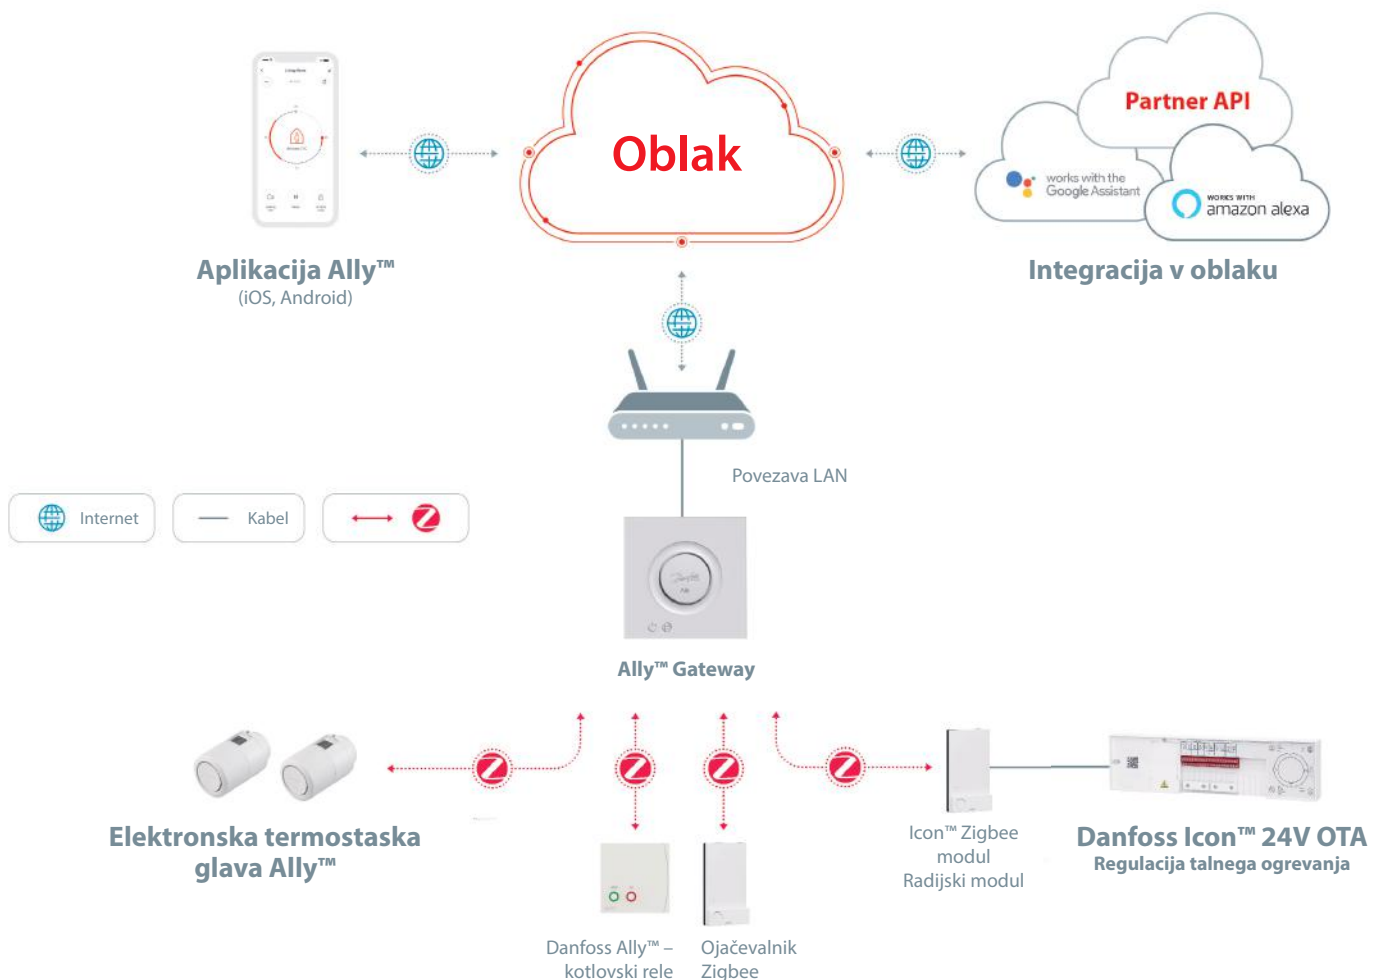 Oblak
Partner API
works with the
Google Assistant
WORKS WITH
amazon alexa
Aplikacija Ally™
(iOS, Android)
Integracija v oblaku
Povezava LAN
Internet
Kabel
Danfoss
Ally
Ally™ Gateway
Elektronska termostaska
glava Ally™
Danfoss Ally™ –
kotlovski rele
Ojačevalnik
Zigbee
Icon™ Zigbee
modul
Radijski modul
Danfoss Icon™ 24V OTA
Regulacija talnega ogrevanja